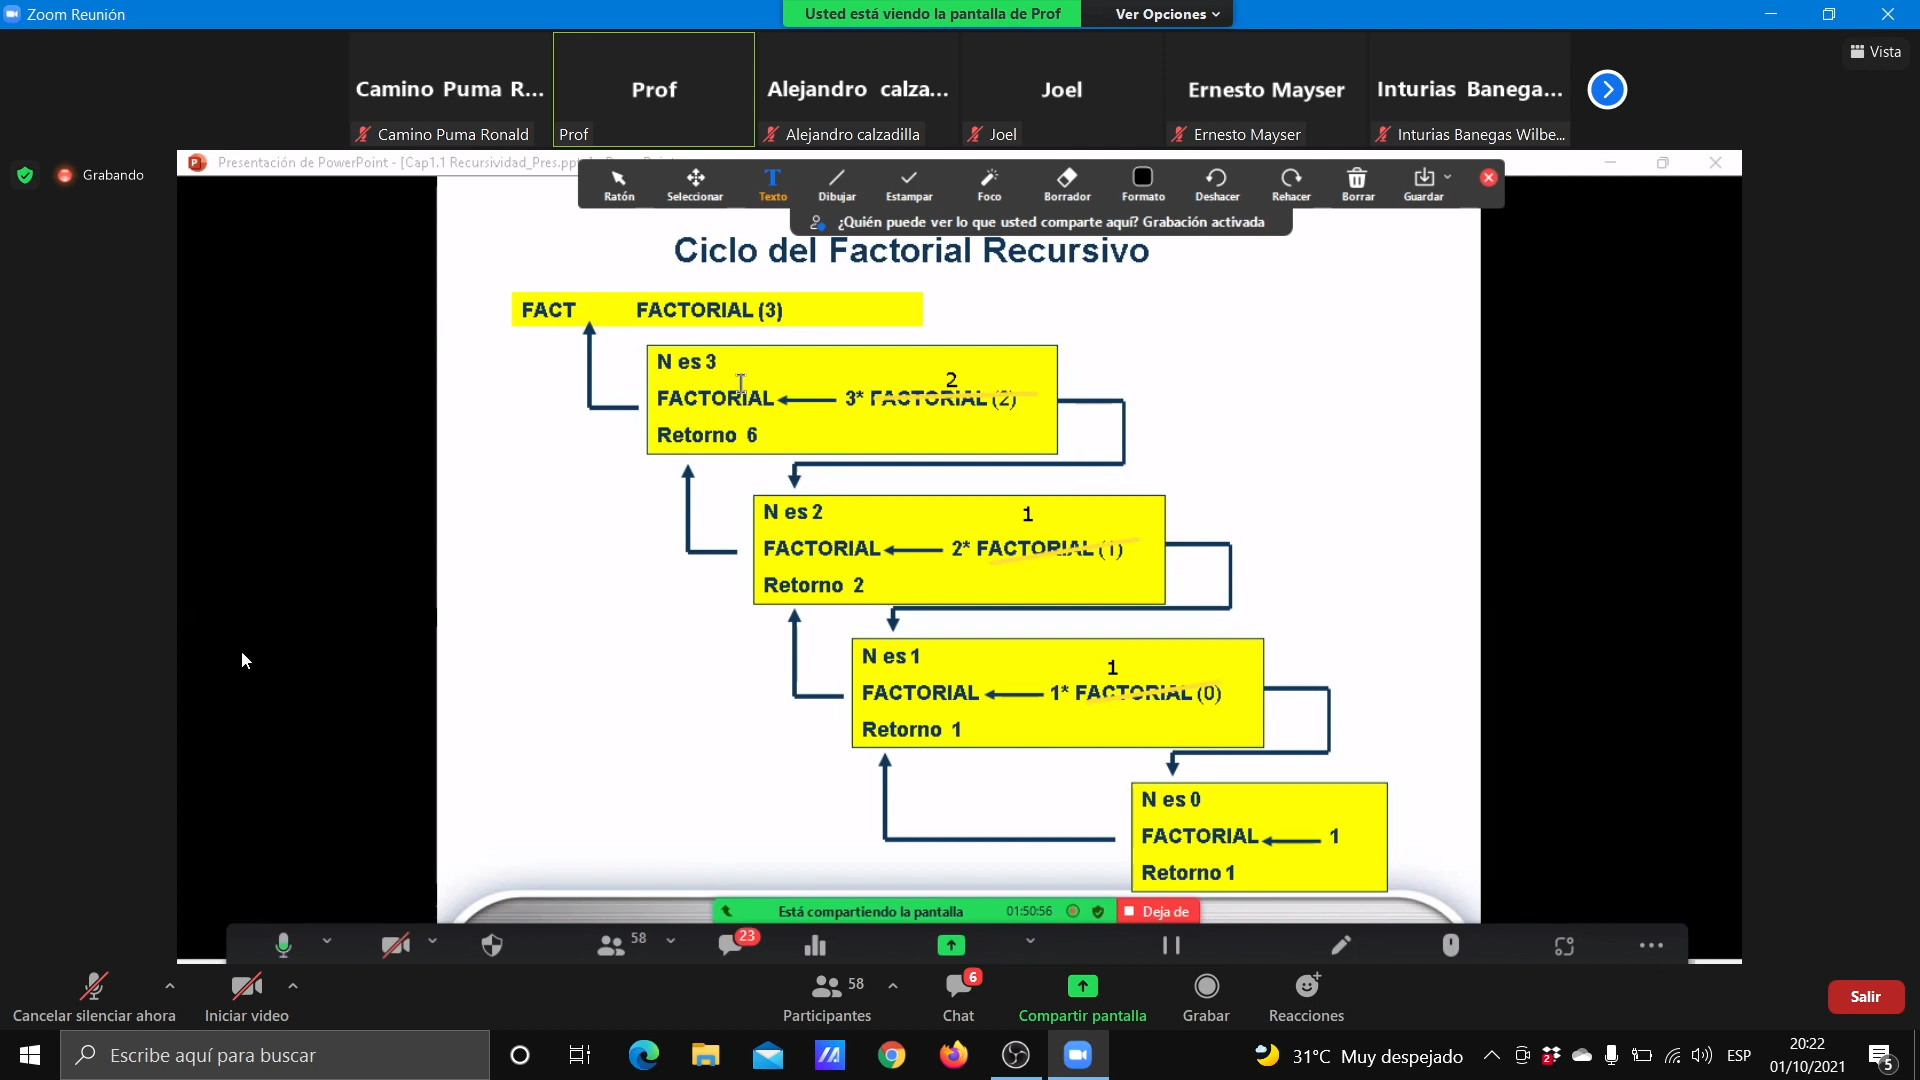 Zoom Reunión
Usted está viendo la pantalla de Prof
Ver Opciones
Vista
Camino Puma R...
Prof
Alejandro calza...
Joel
Ernesto Mayser
Inturias Banega...
Camino Puma Ronald
Prof
Alejandro calzadilla
Joel
Ernesto Mayser
Inturias Banegas Wilbe...
Grabando
Presentación de PowerPoint - [Cap1.1 Recursividad_Pres.pp
Ratón
Seleccionar
Texto
Dibujar
Estampar
Foco
Borrador
Formato
Deshacer
Rehacer
Borrar
Guardar
¿Quién puede ver lo que usted comparte aquí? Grabación activada
Ciclo del Factorial Recursivo
FACT FACTORIAL (3)
N es 3
2
FACTORIAL 3* FACTORIAL (2)
Retorno 6
N es 2
1
FACTORIAL 2* FACTORIAL (1)
Retorno 2
N es 1
1
FACTORIAL 1* FACTORIAL (0)
Retorno 1
N es 0
FACTORIAL 1
Retorno 1
Está compartiendo la pantalla
01:50:56
Deja de
58
23
Cancelar silenciar ahora
Iniciar video
58
Participantes
6
Chat
Compartir pantalla
Grabar
Reacciones
Salir
Escribe aquí para buscar
31°C Muy despejado
2
ESP
20:22
01/10/2021
5